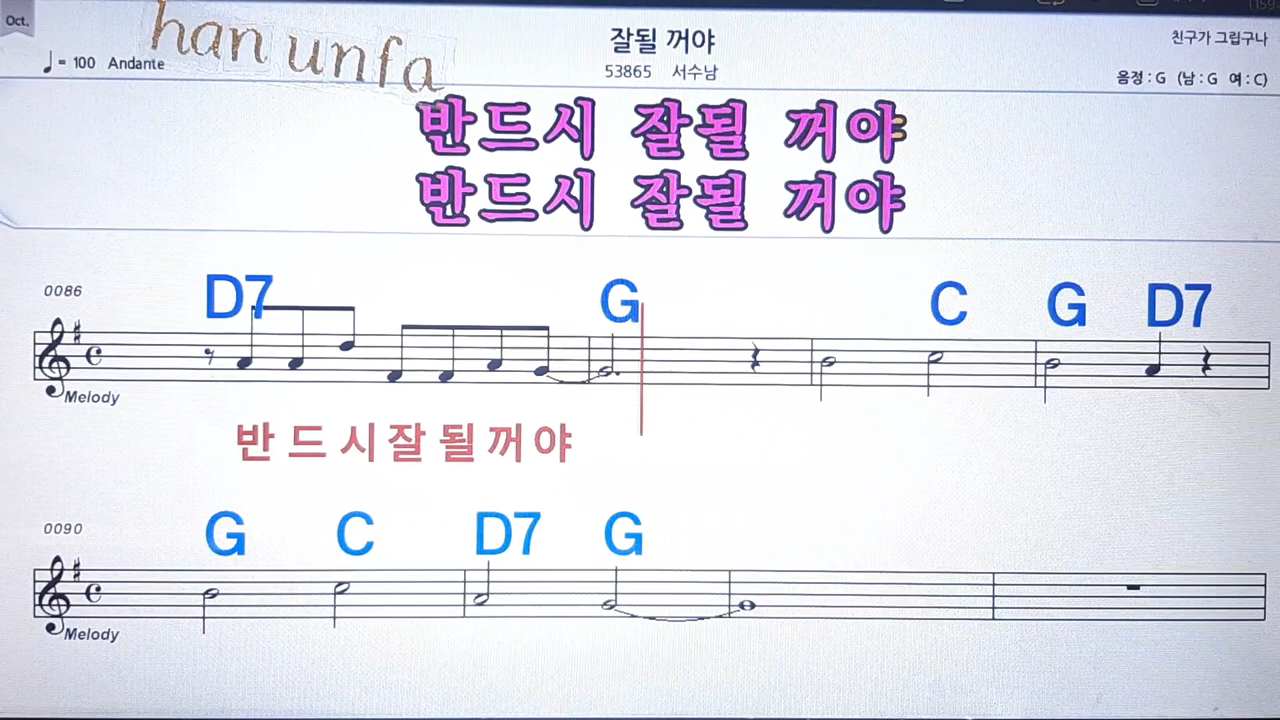 Oct.
han unfa
♩= 100 Andante
잘될 꺼야
53865 서수남
친구가 그립구나
음정 : G (남 : G 여 : C)
반드시 잘될 꺼야
반드시 잘될 꺼야
0086
D7 G C G D7
Melody
반 드 시 잘 될 꺼 야
0090
G C D7 G
Melody